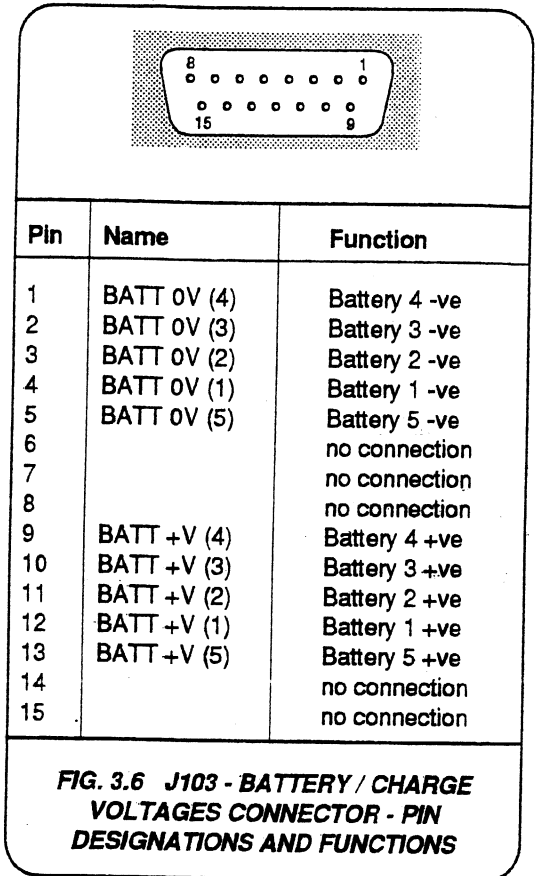 8 1
15 9
Pin Name Function
1 BATT 0V (4) Battery 4 -ve
2 BATT 0V (3) Battery 3 -ve
3 BATT 0V (2) Battery 2 -ve
4 BATT 0V (1) Battery 1 -ve
5 BATT 0V (5) Battery 5 -ve
6 no connection
7 no connection
8 no connection
9 BATT +V (4) Battery 4 +ve
10 BATT +V (3) Battery 3 +ve
11 BATT +V (2) Battery 2 +ve
12 BATT +V (1) Battery 1 +ve
13 BATT +V (5) Battery 5 +ve
14 no connection
15 no connection
FIG. 3.6 J103 - BATTERY / CHARGE
VOLTAGES CONNECTOR - PIN
DESIGNATIONS AND FUNCTIONS